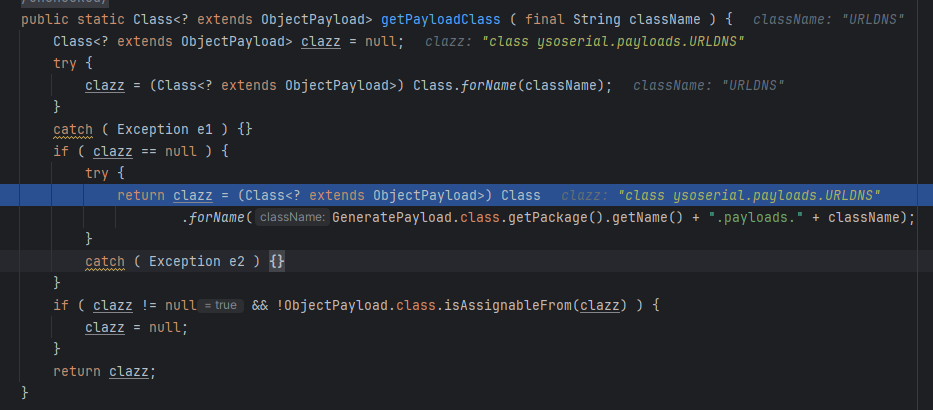 public static Class<? extends ObjectPayload> getPayloadClass ( final String className ) {   className: "URLDNS"
    Class<? extends ObjectPayload> clazz = null;   clazz: "class ysoserial.payloads.URLDNS"
    try {
        clazz = (Class<? extends ObjectPayload>) Class.forName(className);   className: "URLDNS"
    }
    catch ( Exception e1 ) {}
    if ( clazz == null ) {
        try {
            return clazz = (Class<? extends ObjectPayload>) Class   clazz: "class ysoserial.payloads.URLDNS"
                    .forName( className: GeneratePayload.class.getPackage().getName() + ".payloads." + className);
        }
        catch ( Exception e2 ) {}
    }
    if ( clazz != null = true && !ObjectPayload.class.isAssignableFrom(clazz) ) {
        clazz = null;
    }
    return clazz;
}